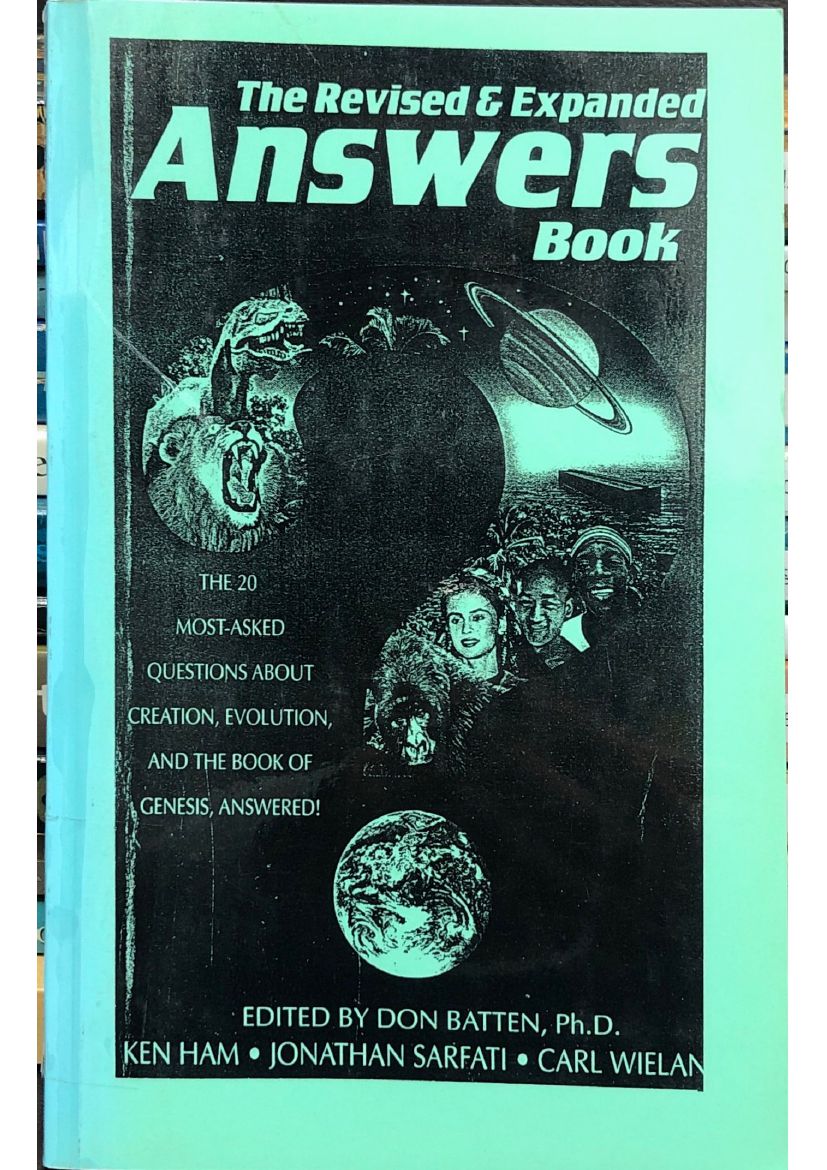 The Revised & Expanded
Answers
Book
THE 20
MOST-ASKED
QUESTIONS ABOUT
CREATION, EVOLUTION,
AND THE BOOK OF
GENESIS, ANSWERED!
EDITED BY DON BATTEN, Ph.D.
KEN HAM • JONATHAN SARFATI • CARL WIELAN